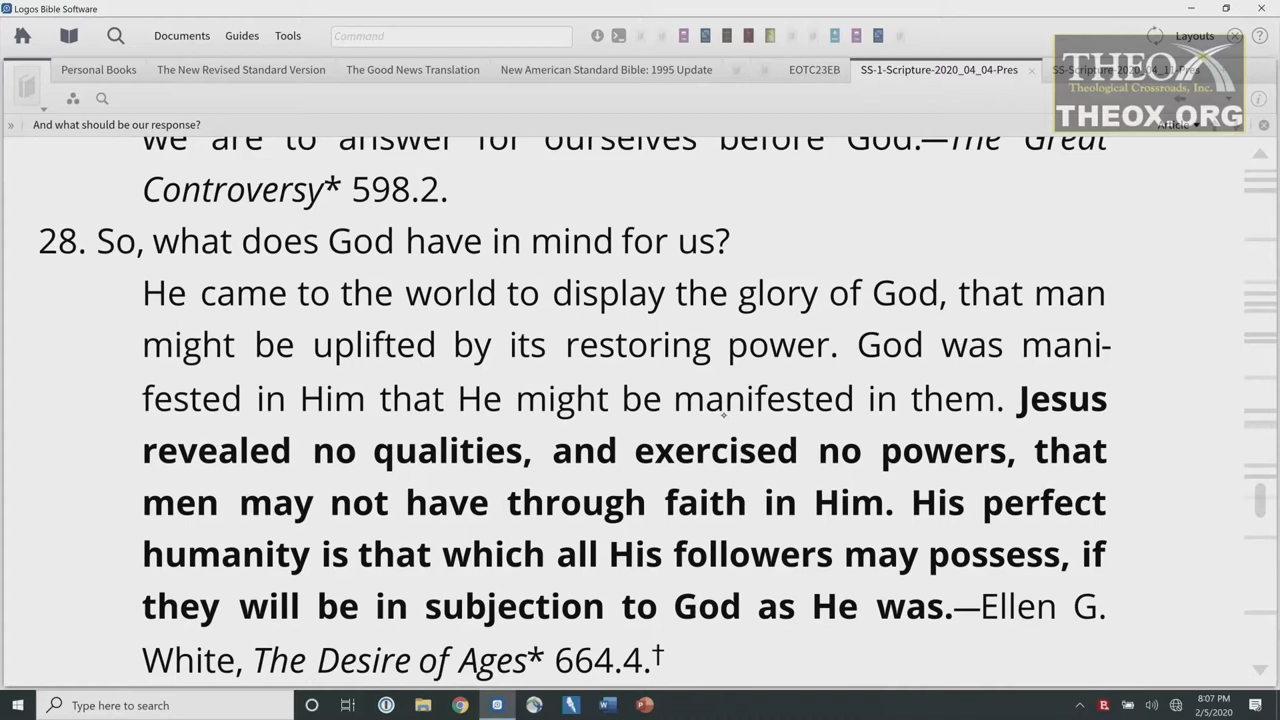 Logos Bible Software
Documents Guides Tools Command Layouts
Personal Books The New Revised Standard Version New American Standard Bible: 1995 Update EOTC23EB SS-1-Scripture-2020_04_04-Pres
THEOX
Theological Crossroads, Inc.
THEOX.ORG
» And what should be our response?
we are to answer for ourselves before God.—The Great
Controversy* 598.2.
28. So, what does God have in mind for us?
He came to the world to display the glory of God, that man
might be uplifted by its restoring power. God was mani-
fested in Him that He might be manifested in them. Jesus
revealed no qualities, and exercised no powers, that
men may not have through faith in Him. His perfect
humanity is that which all His followers may possess, if
they will be in subjection to God as He was.—Ellen G.
White, The Desire of Ages* 664.4.†
Type here to search
8:07 PM
2/5/2020